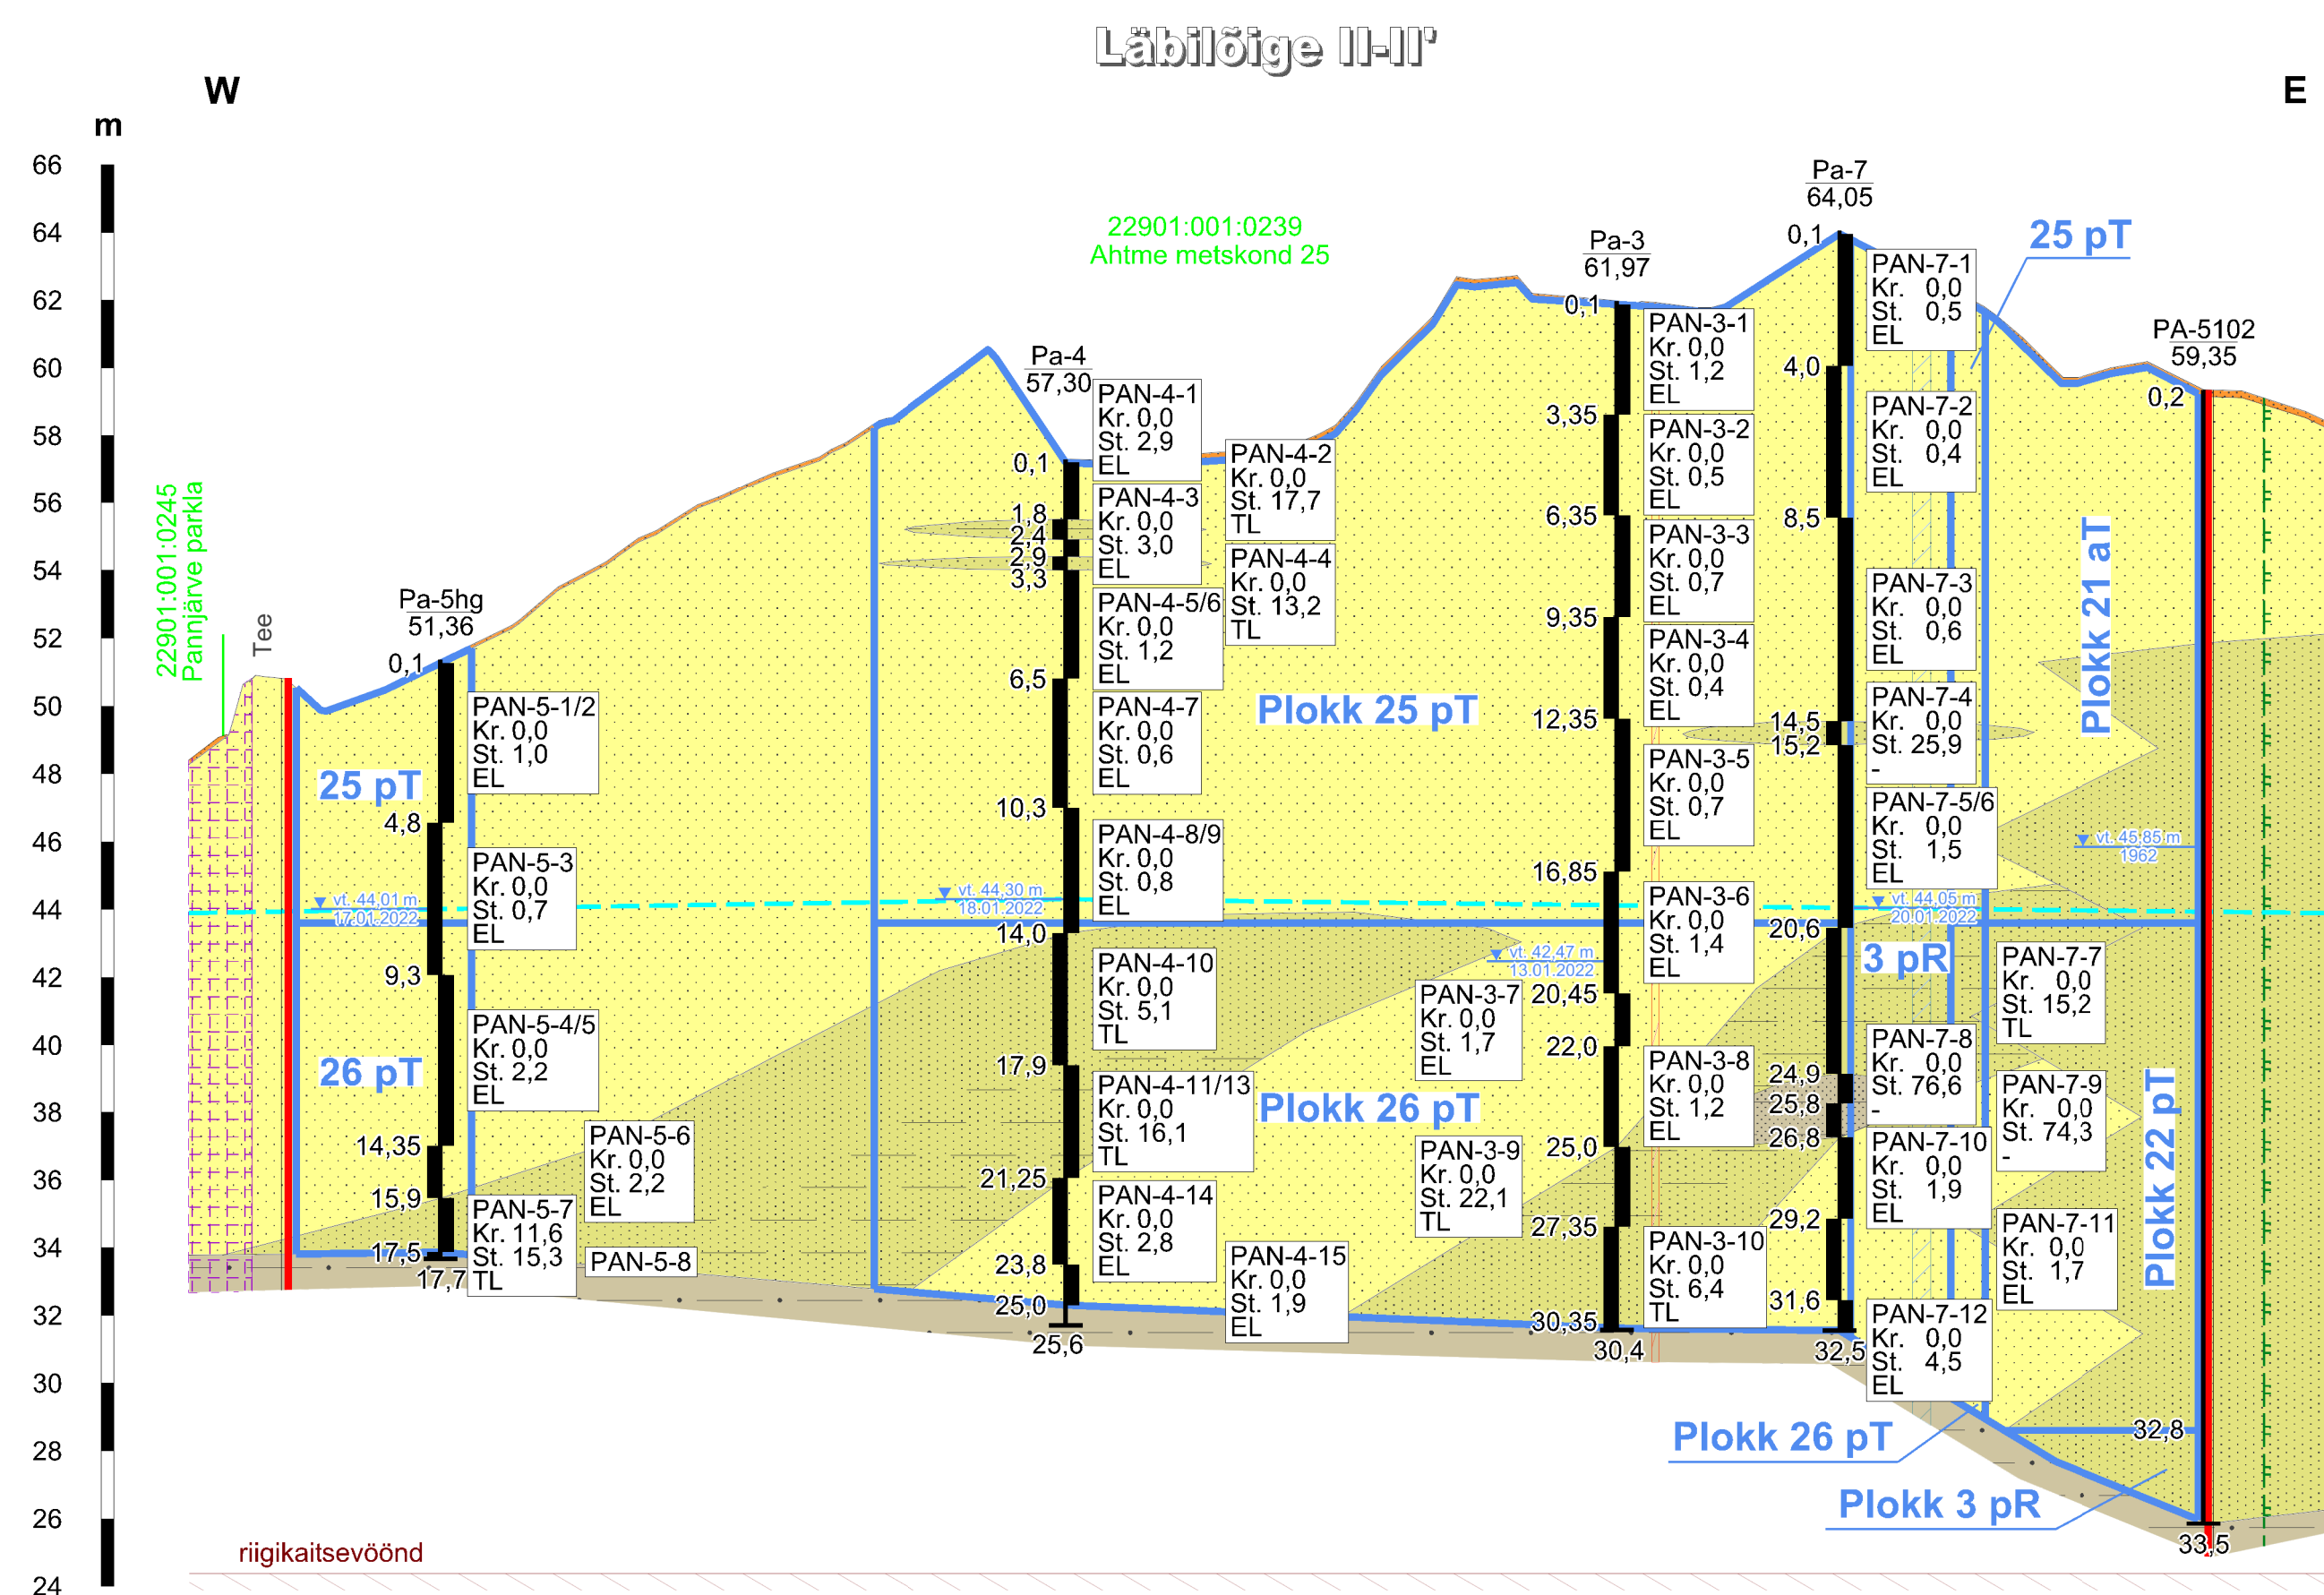 Läbilõige II-II'
W
E
m
66
64
62
60
58
56
54
52
50
48
46
44
42
40
38
36
34
32
30
28
26
24
22901:001:0245
Pannjärve parkla
Tee
22901:001:0239
Ahtme metskond 25
Pa-5hg
51,36
0,1
4,8
9,3
14,35
15,9
17,5
17,7
25 pT
26 pT
vt. 44,01 m
17.01.2022
PAN-5-1/2
Kr. 0,0
St. 1,0
EL
PAN-5-3
Kr. 0,0
St. 0,7
EL
PAN-5-4/5
Kr. 0,0
St. 2,2
EL
PAN-5-6
Kr. 0,0
St. 2,2
EL
PAN-5-7
Kr. 11,6
St. 15,3
TL
PAN-5-8
Pa-4
57,30
0,1
1,8
2,4
2,9
3,3
6,5
10,3
14,0
17,9
21,25
23,8
25,0
25,6
vt. 44,30 m
18.01.2022
PAN-4-1
Kr. 0,0
St. 2,9
EL
PAN-4-2
Kr. 0,0
St. 17,7
TL
PAN-4-3
Kr. 0,0
St. 3,0
EL
PAN-4-4
Kr. 0,0
St. 13,2
TL
PAN-4-5/6
Kr. 0,0
St. 1,2
EL
PAN-4-7
Kr. 0,0
St. 0,6
EL
PAN-4-8/9
Kr. 0,0
St. 0,8
EL
PAN-4-10
Kr. 0,0
St. 5,1
TL
PAN-4-11/13
Kr. 0,0
St. 16,1
TL
PAN-4-14
Kr. 0,0
St. 2,8
EL
PAN-4-15
Kr. 0,0
St. 1,9
EL
Plokk 25 pT
Plokk 26 pT
Pa-3
61,97
0,1
3,35
6,35
9,35
12,35
16,85
20,45
22,0
25,0
27,35
30,35
30,4
vt. 42,47 m
13.01.2022
PAN-3-1
Kr. 0,0
St. 1,2
EL
PAN-3-2
Kr. 0,0
St. 0,5
EL
PAN-3-3
Kr. 0,0
St. 0,7
EL
PAN-3-4
Kr. 0,0
St. 0,4
EL
PAN-3-5
Kr. 0,0
St. 0,7
EL
PAN-3-6
Kr. 0,0
St. 1,4
EL
PAN-3-7
Kr. 0,0
St. 1,7
EL
PAN-3-8
Kr. 0,0
St. 1,2
EL
PAN-3-9
Kr. 0,0
St. 22,1
TL
PAN-3-10
Kr. 0,0
St. 6,4
TL
Pa-7
64,05
0,1
4,0
8,5
14,5
15,2
20,6
24,9
25,8
26,8
29,2
31,6
32,5
vt. 44,05 m
20.01.2022
PAN-7-1
Kr. 0,0
St. 0,5
EL
PAN-7-2
Kr. 0,0
St. 0,4
EL
PAN-7-3
Kr. 0,0
St. 0,6
EL
PAN-7-4
Kr. 0,0
St. 25,9
-
PAN-7-5/6
Kr. 0,0
St. 1,5
EL
3 pR
PAN-7-7
Kr. 0,0
St. 15,2
TL
PAN-7-8
Kr. 0,0
St. 76,6
-
PAN-7-9
Kr. 0,0
St. 74,3
-
PAN-7-10
Kr. 0,0
St. 1,9
EL
PAN-7-11
Kr. 0,0
St. 1,7
EL
PAN-7-12
Kr. 0,0
St. 4,5
EL
25 pT
Plokk 21 aT
Plokk 22 pT
Plokk 26 pT
Plokk 3 pR
PA-5102
59,35
0,2
vt. 45,85 m
1962
32,8
33,5
riigikaitsevöönd